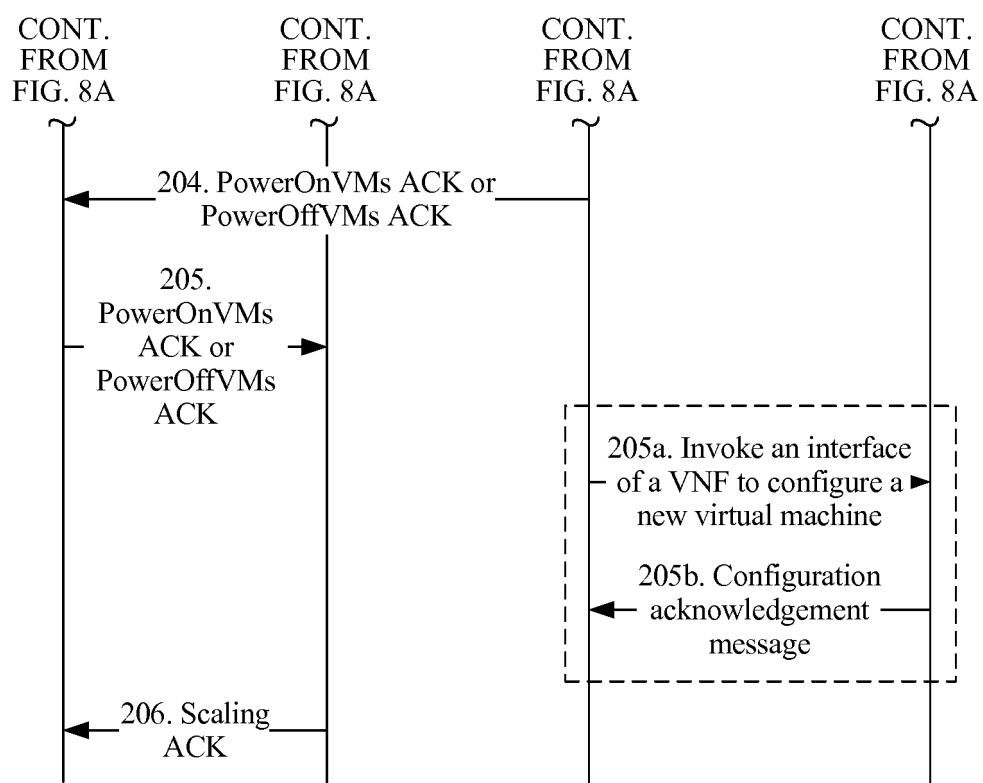 CONT.
FROM
FIG. 8A
CONT.
FROM
FIG. 8A
CONT.
FROM
FIG. 8A
CONT.
FROM
FIG. 8A
204. PowerOnVMs ACK or
PowerOffVMs ACK
205.
PowerOnVMs
ACK or
PowerOffVMs
ACK
205a. Invoke an interface
of a VNF to configure a
new virtual machine
205b. Configuration
acknowledgement
message
206. Scaling
ACK